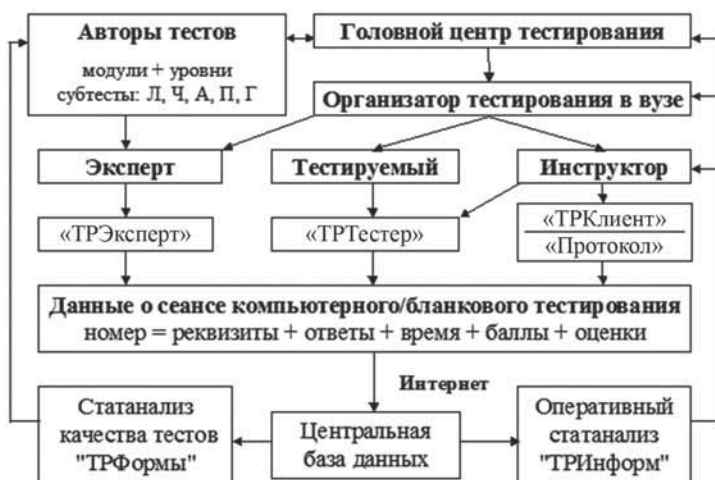 Авторы тестов
модули + уровни
субтесты: Л, Ч, А, П, Г
Головной центр тестирования
Организатор тестирования в вузе
Эксперт
Тестируемый
Инструктор
«ТРЭксперт»
«ТРТестер»
«ТРКлиент»
«Протокол»
Данные о сеансе компьютерного/бланкового тестирования
номер = реквизиты + ответы + время + баллы + оценки
Интернет
Статанализ
качества тестов
"ТРФормы"
Центральная
база данных
Оперативный
статанализ
"ТРИнформ"